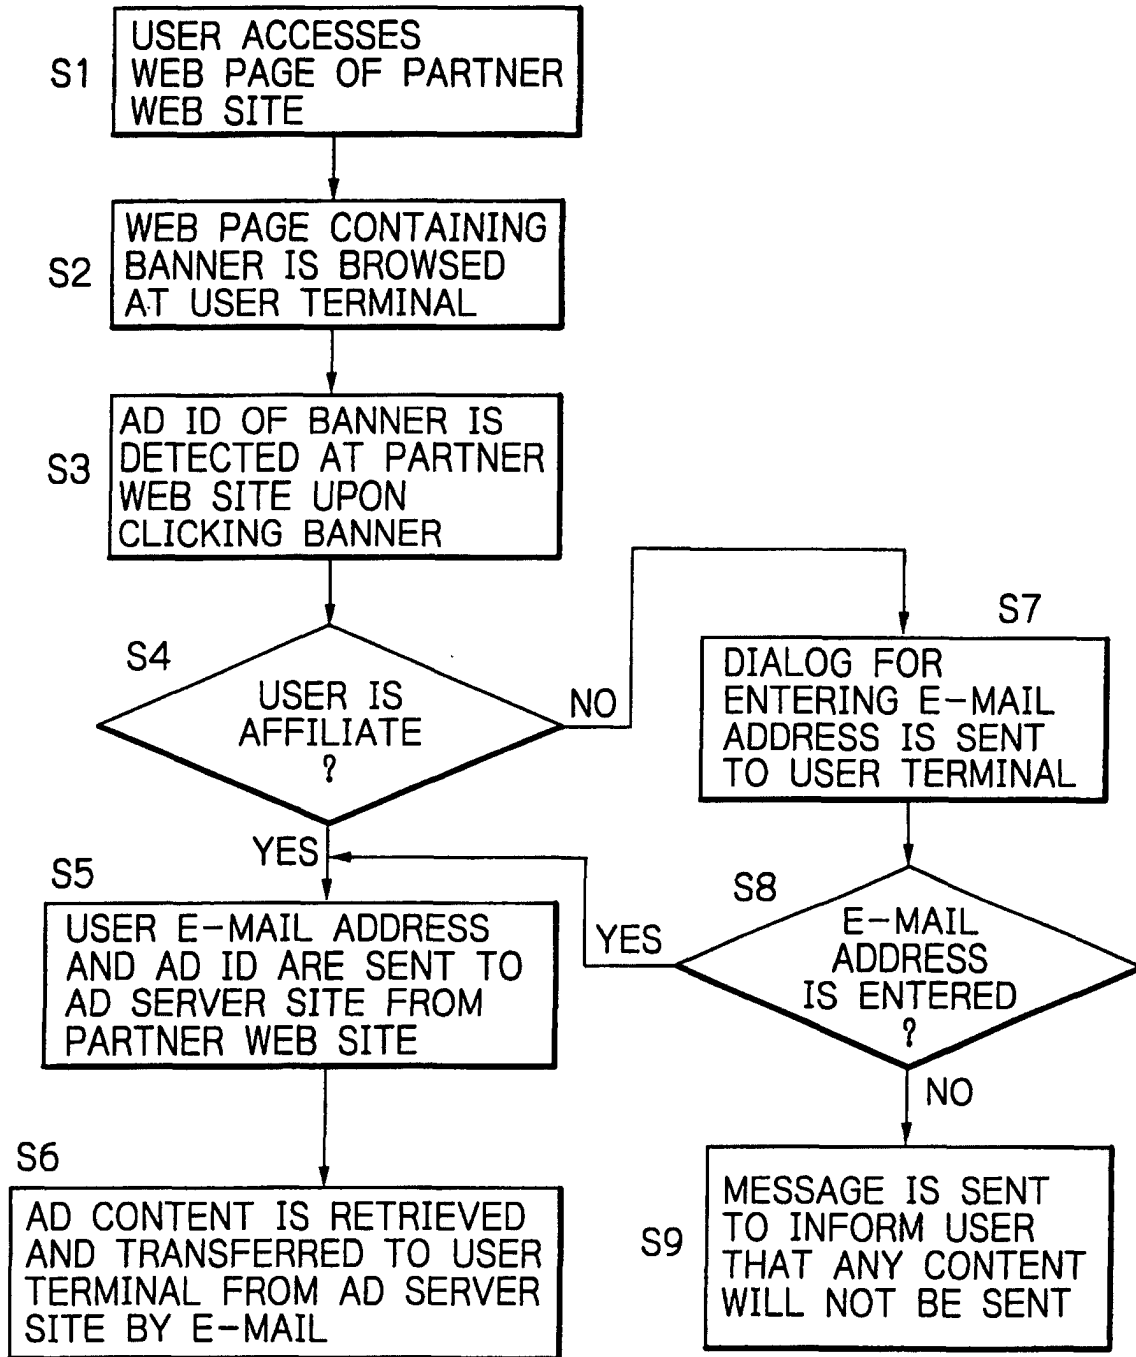 S1
USER ACCESSES
WEB PAGE OF PARTNER
WEB SITE
S2
WEB PAGE CONTAINING
BANNER IS BROWSED
AT USER TERMINAL
S3
AD ID OF BANNER IS
DETECTED AT PARTNER
WEB SITE UPON
CLICKING BANNER
S4
USER IS
AFFILIATE
?
NO
YES
S5
USER E-MAIL ADDRESS
AND AD ID ARE SENT TO
AD SERVER SITE FROM
PARTNER WEB SITE
S6
AD CONTENT IS RETRIEVED
AND TRANSFERRED TO USER
TERMINAL FROM AD SERVER
SITE BY E-MAIL
S7
DIALOG FOR
ENTERING E-MAIL
ADDRESS IS SENT
TO USER TERMINAL
S8
E-MAIL
ADDRESS
IS ENTERED
?
YES
NO
S9
MESSAGE IS SENT
TO INFORM USER
THAT ANY CONTENT
WILL NOT BE SENT